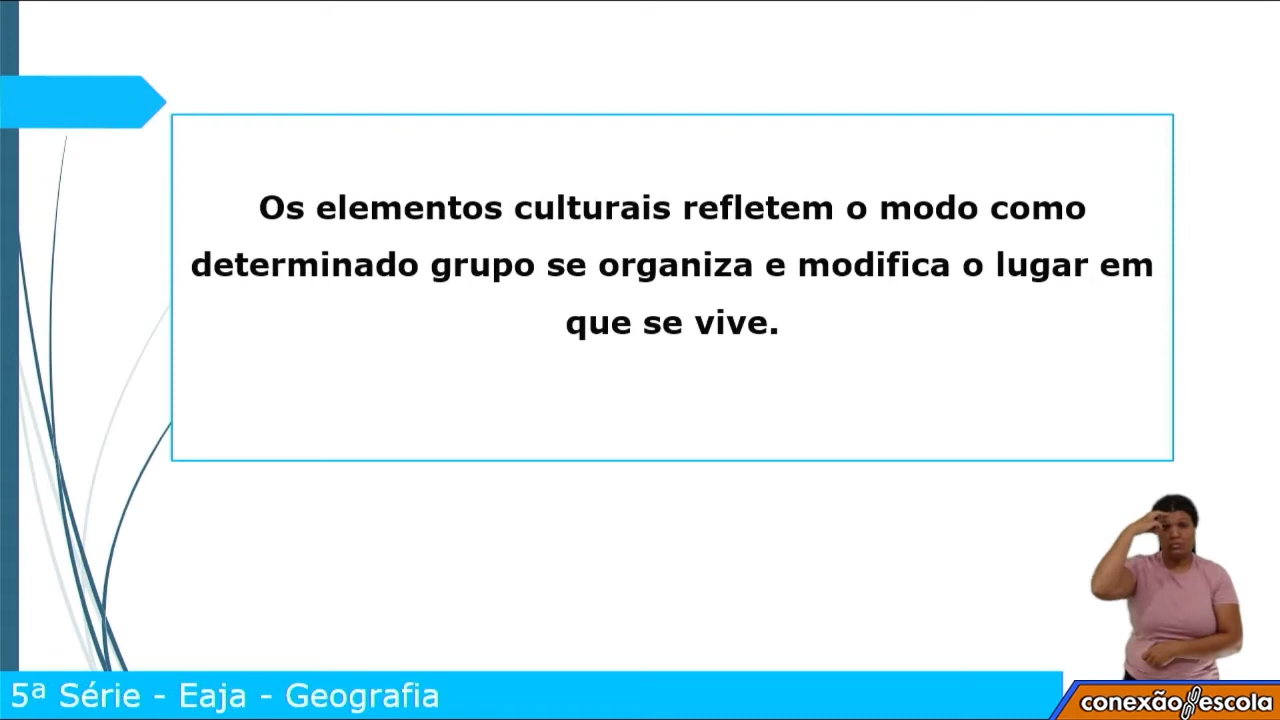 Os elementos culturais refletem o modo como
determinado grupo se organiza e modifica o lugar em
que se vive.
5ª Série - Eaja - Geografia
conexão escola